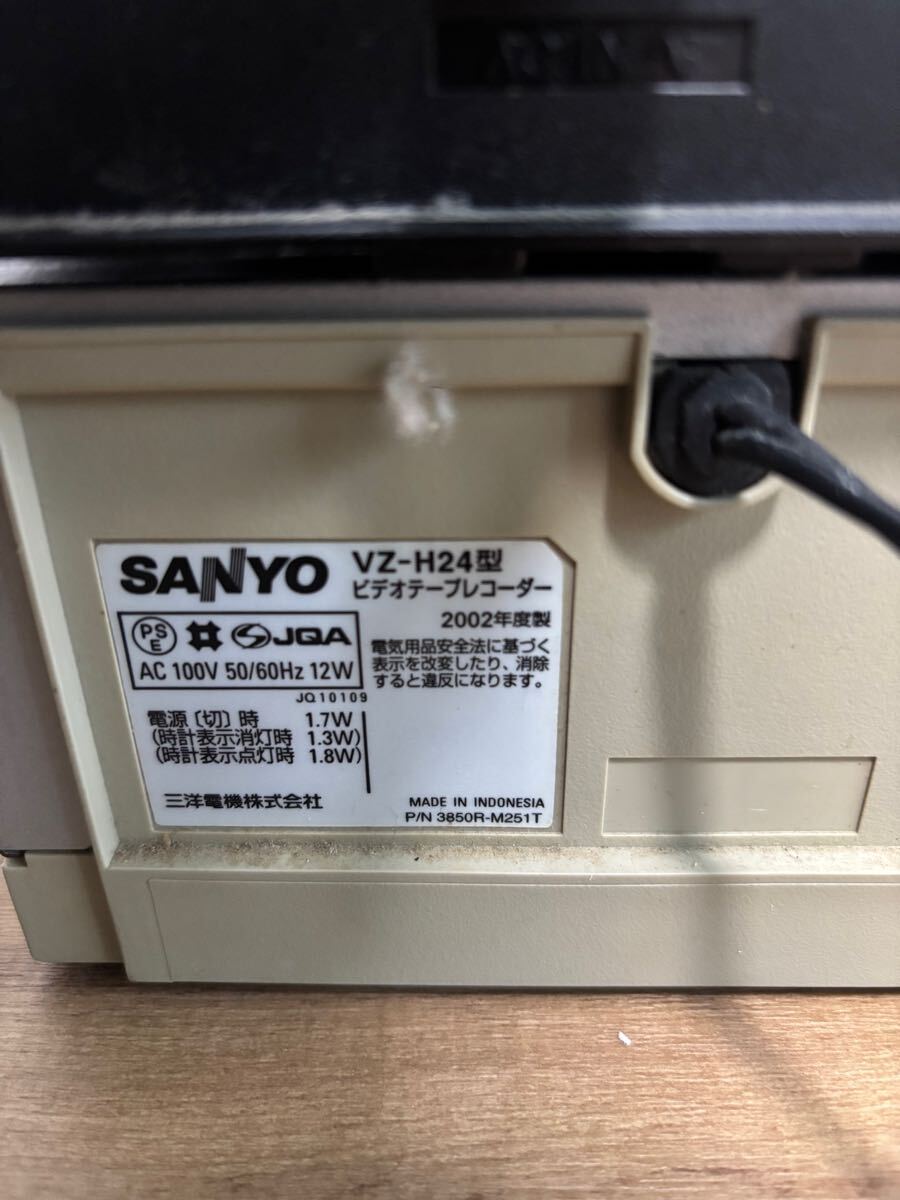 SANYO
VZ-H24型
ビデオテープレコーダー
2002年度製
PSE JQA
AC 100V 50/60Hz 12W
JQ10109
電気用品安全法に基づく
表示を改変したり、消除
すると違反になります。
電源〔切〕時 1.7W
(時計表示消灯時 1.3W)
(時計表示点灯時 1.8W)
三洋電機株式会社
MADE IN INDONESIA
P/N 3850R-M251T